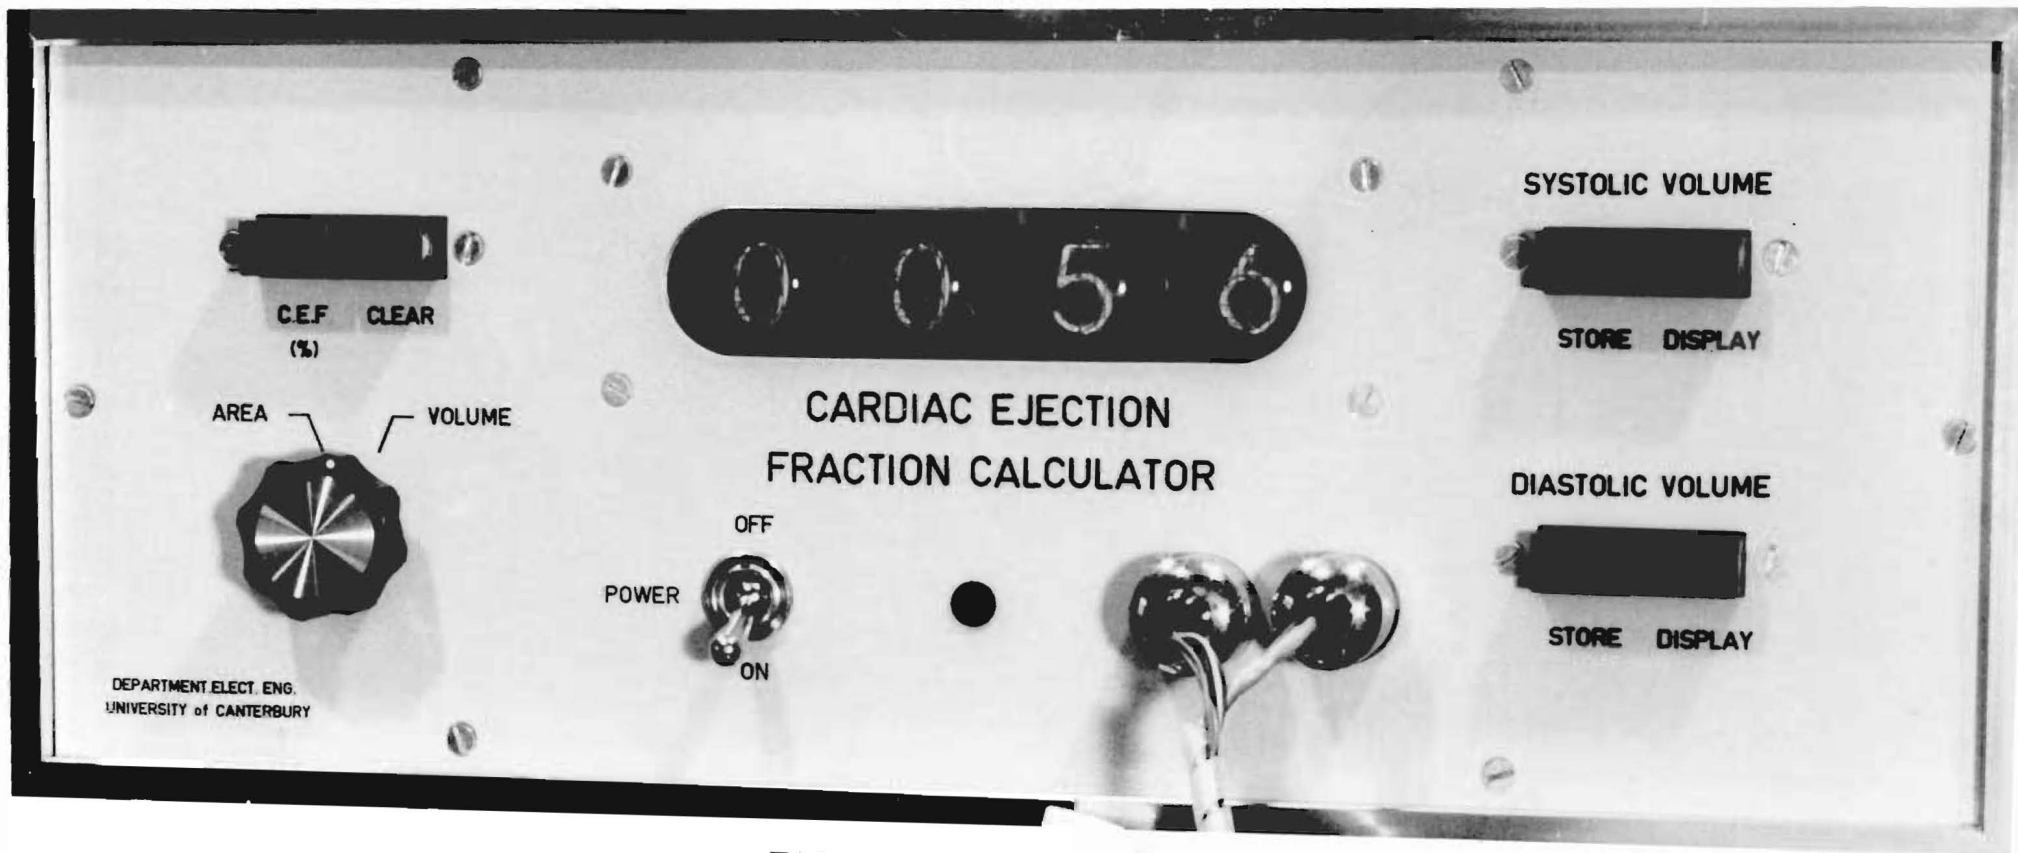 SYSTOLIC VOLUME
0 0 5 6
C.E.F CLEAR
(%)
STORE DISPLAY
AREA VOLUME
CARDIAC EJECTION
FRACTION CALCULATOR
DIASTOLIC VOLUME
OFF
POWER
ON
STORE DISPLAY
DEPARTMENT.ELECT. ENG.
UNIVERSITY of CANTERBURY